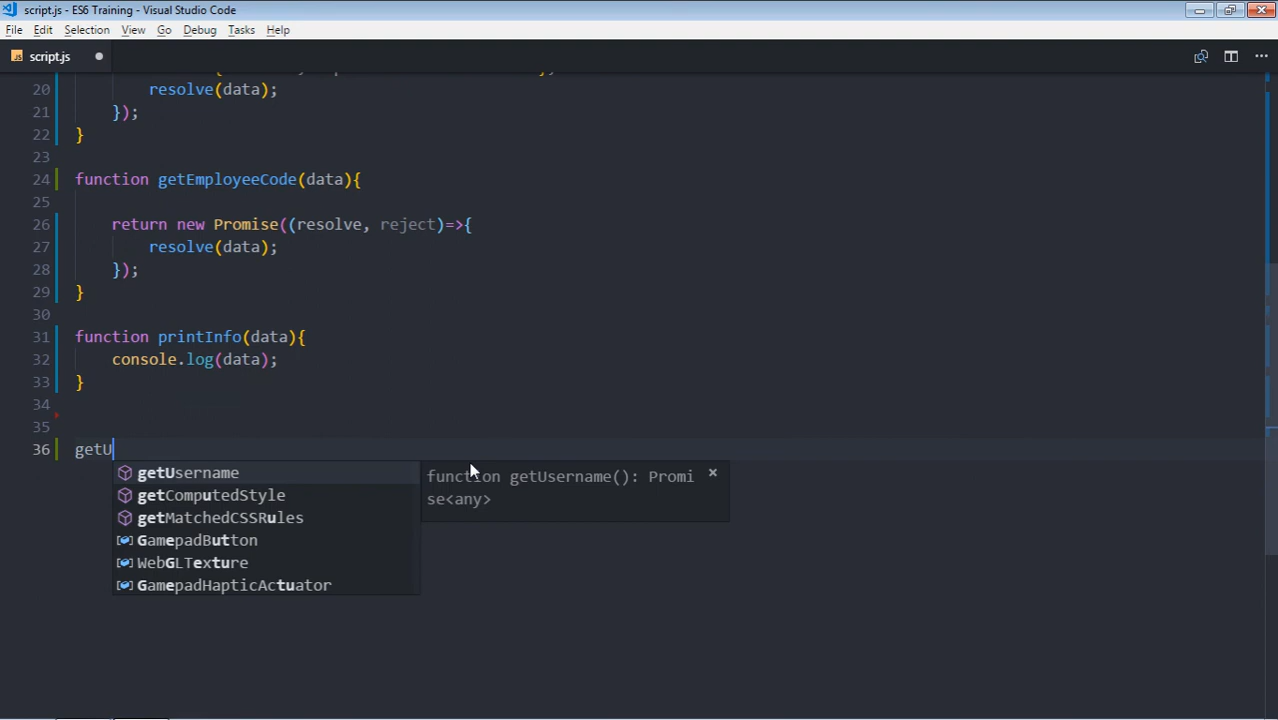 script.js - ES6 Training - Visual Studio Code
File Edit Selection View Go Debug Tasks Help
JS script.js
20 resolve(data);
21 });
22 }
23
24 function getEmployeeCode(data){
25
26 return new Promise((resolve, reject)=>{
27 resolve(data);
28 });
29 }
30
31 function printInfo(data){
32 console.log(data);
33 }
34
35
36 getU
getUsername
getComputedStyle
getMatchedCSSRules
GamepadButton
WebGLTexture
GamepadHapticActuator
function getUsername(): Promi
se<any>